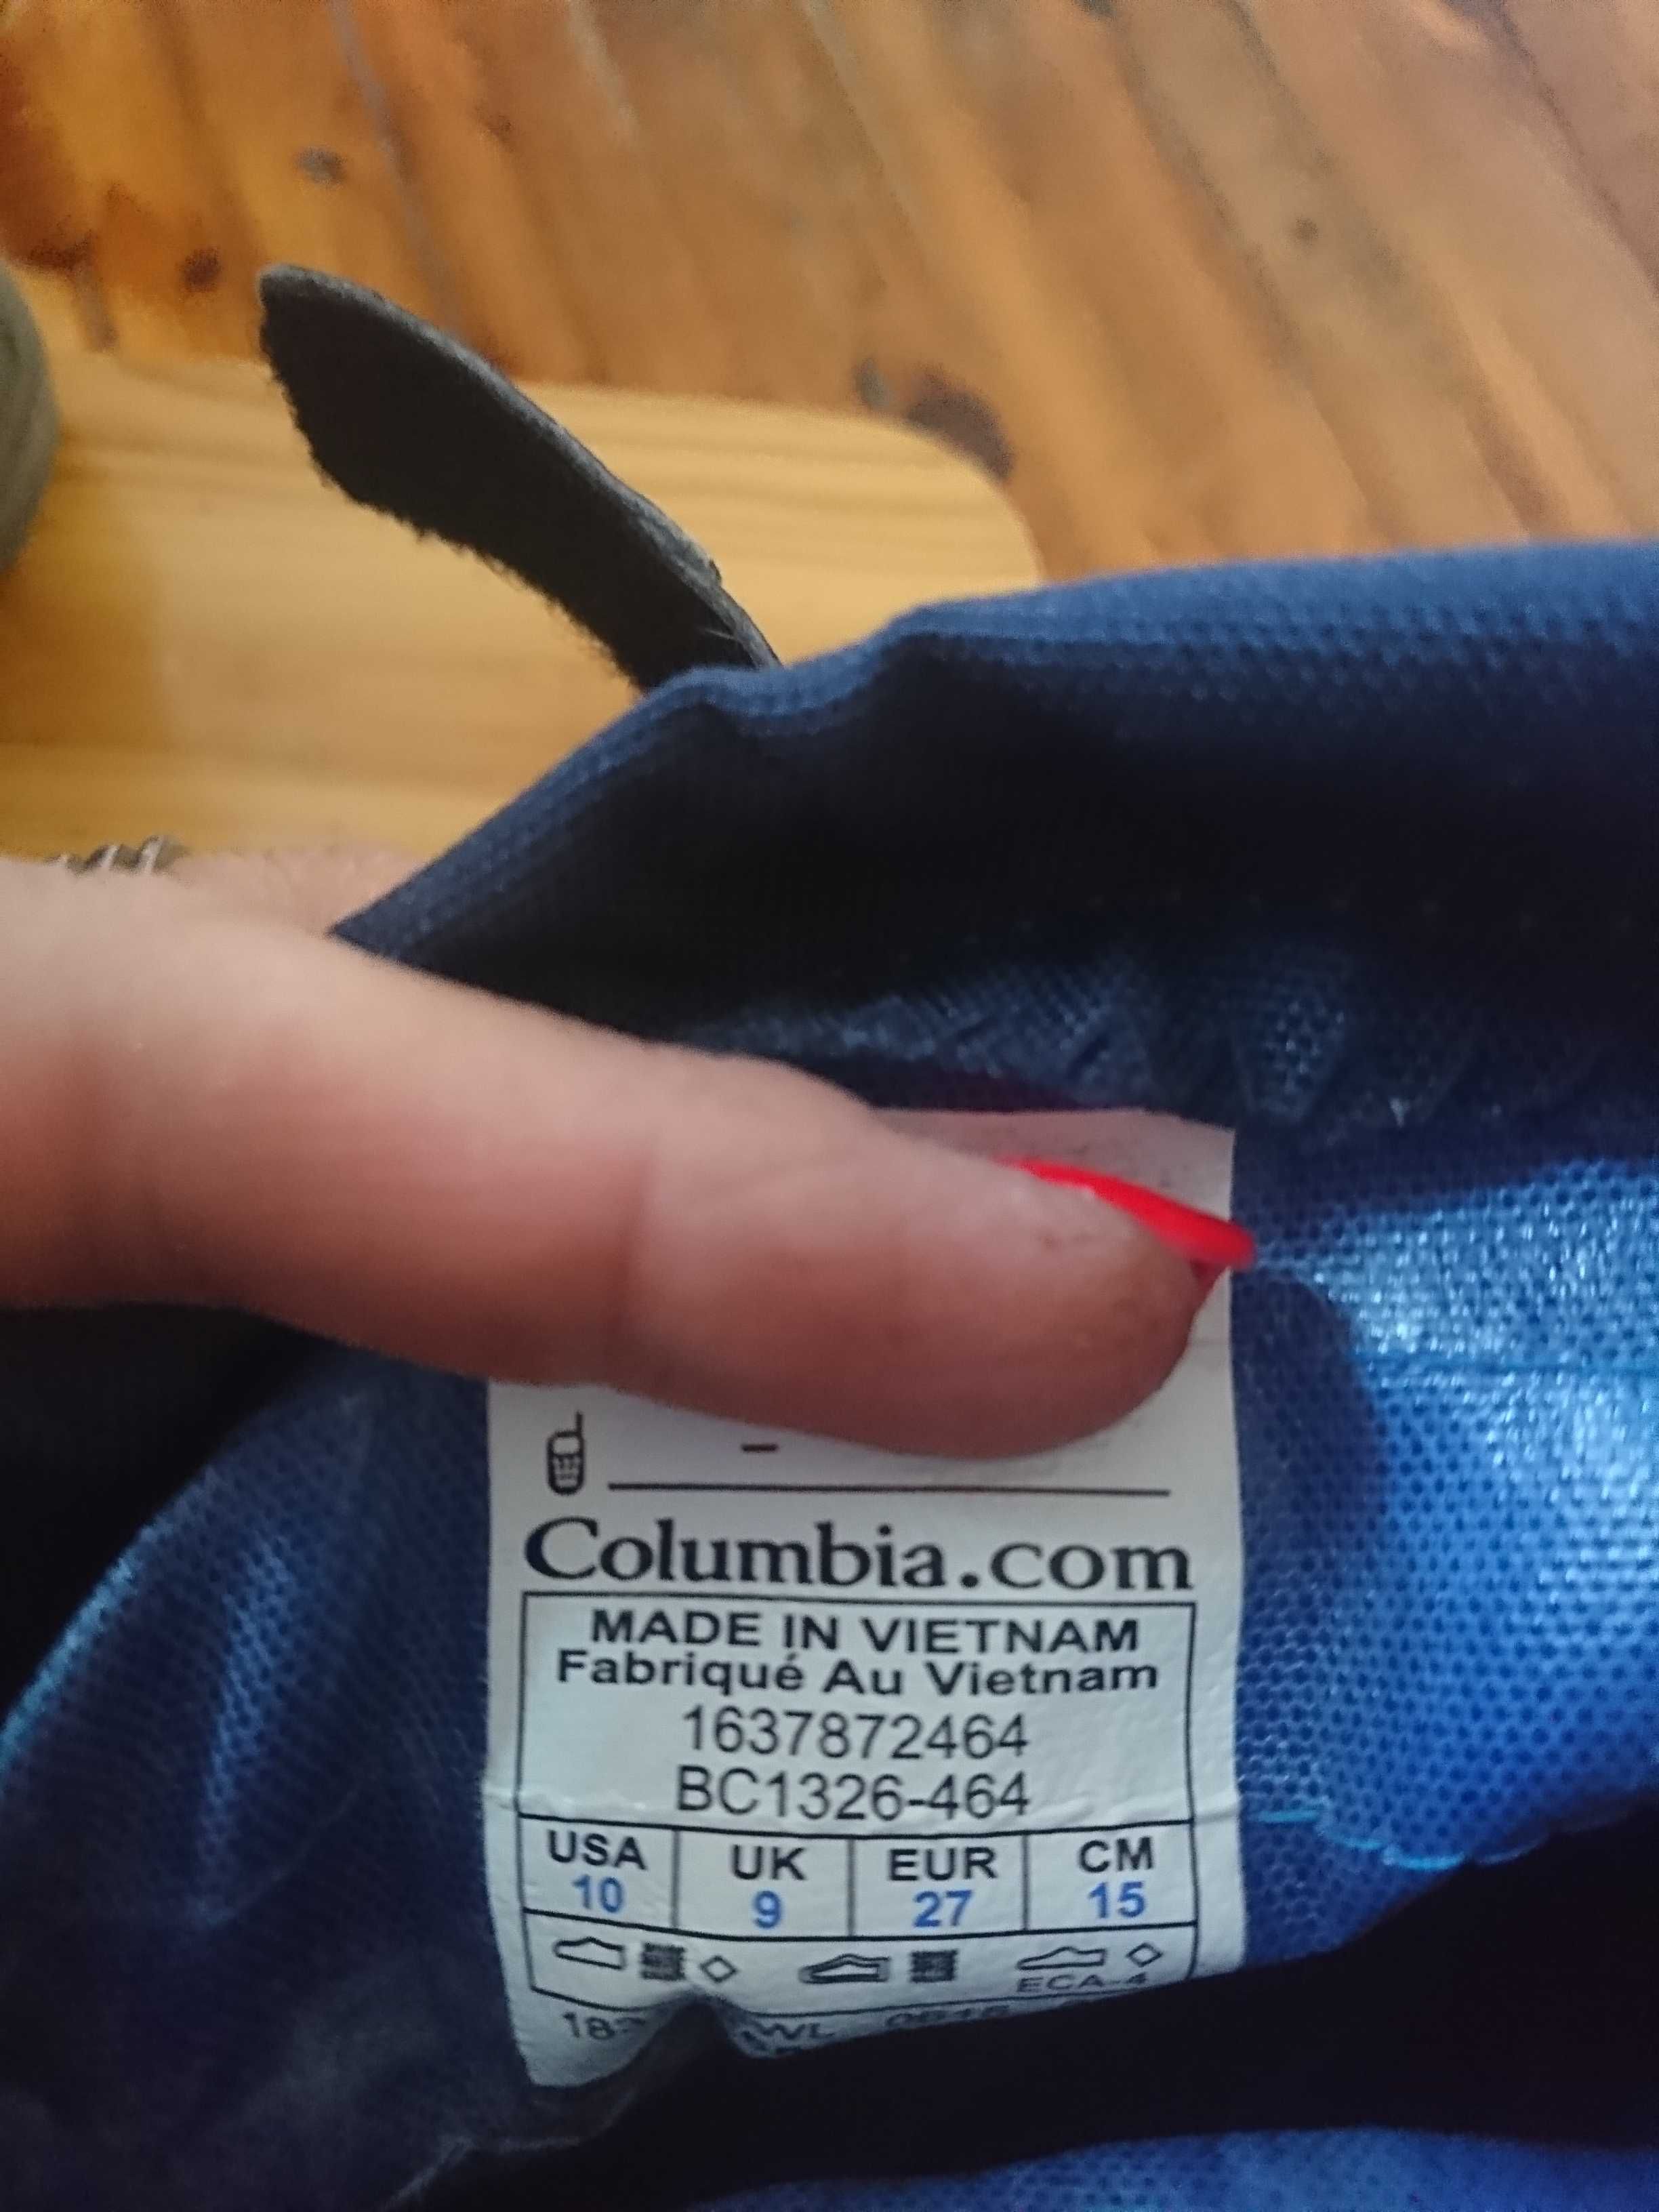 -
Columbia.com
MADE IN VIETNAM
Fabriqué Au Vietnam
1637872464
BC1326-464
USA UK EUR CM
10 9 27 15
ECA-4